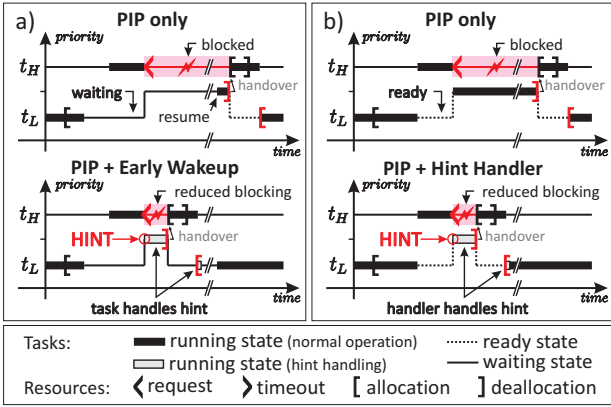 a)
PIP only
priority
blocked
t_H
handover
waiting
resume
t_L
time
PIP + Early Wakeup
priority
reduced blocking
t_H
handover
HINT
t_L
task handles hint
time
b)
PIP only
priority
blocked
t_H
handover
ready
t_L
time
PIP + Hint Handler
priority
reduced blocking
t_H
handover
HINT
t_L
handler handles hint
time
Tasks: running state (normal operation) ready state
running state (hint handling) waiting state
Resources: < request > timeout [ allocation ] deallocation